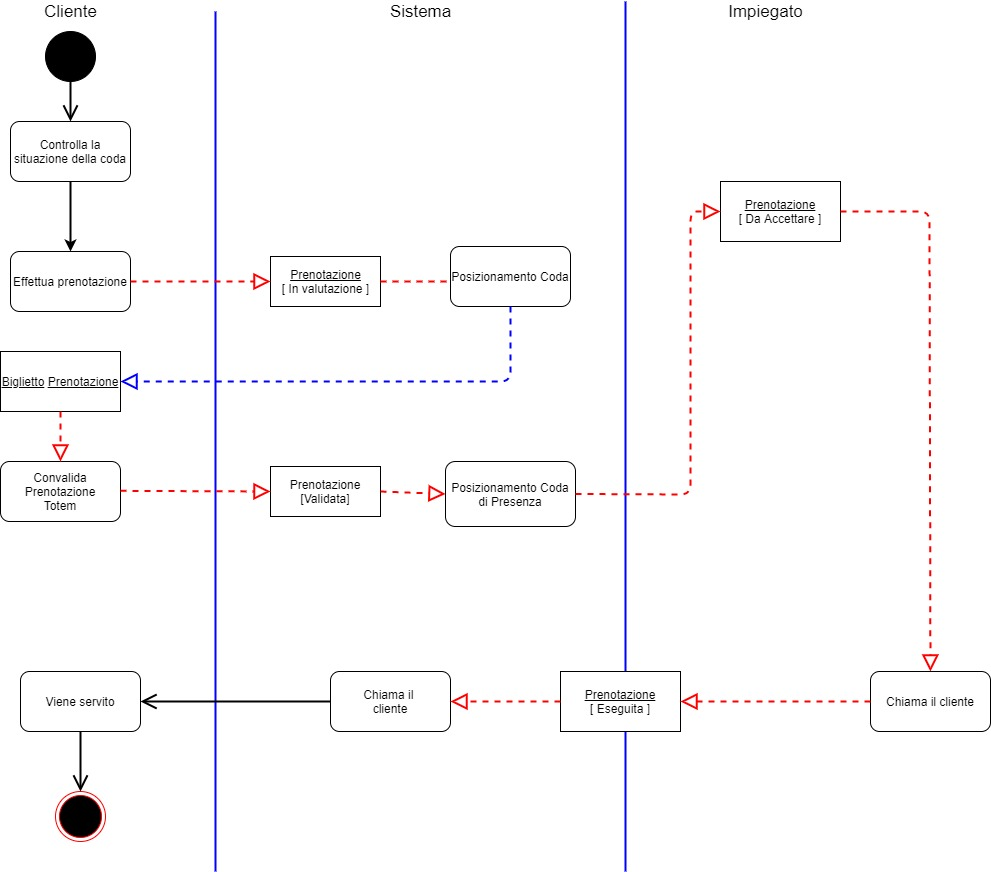 Cliente
Sistema
Impiegato
Controlla la
situazione della coda
Prenotazione
[ Da Accettare ]
Effettua prenotazione
Prenotazione
[ In valutazione ]
Posizionamento Coda
Biglietto Prenotazione
Convalida
Prenotazione
Totem
Prenotazione
[Validata]
Posizionamento Coda
di Presenza
Viene servito
Chiama il
cliente
Prenotazione
[ Eseguita ]
Chiama il cliente